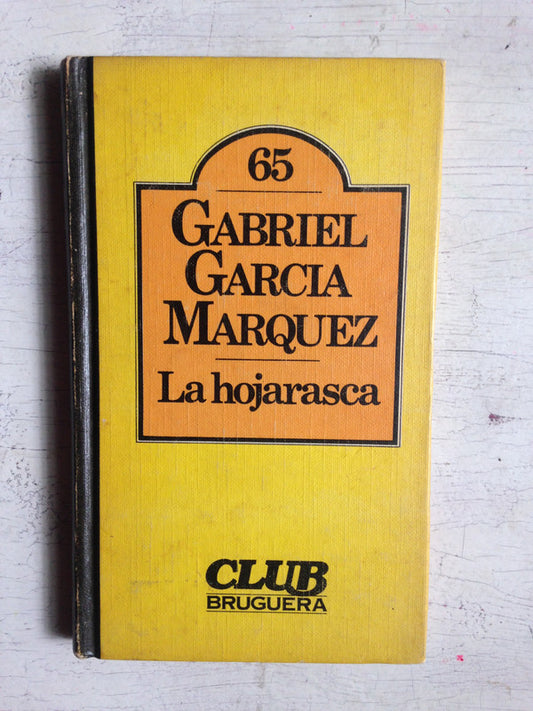 65
GABRIEL
GARCIA
MARQUEZ
La hojarasca
CLUB
BRUGUERA